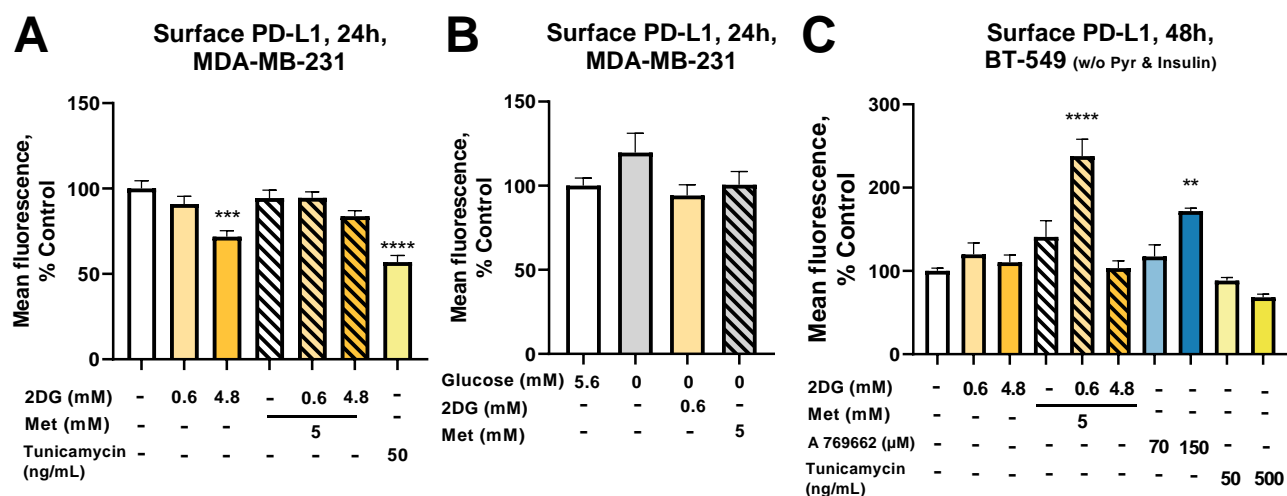 A
Surface PD-L1, 24h,
MDA-MB-231
Mean fluorescence,
% Control
150
100
50
0
***
****
- - - - - - -
2DG (mM) - 0.6 4.8 - 0.6 4.8 -
Met (mM) - - - 5 -
Tunicamycin
(ng/mL) - - - - - - 50
B
Surface PD-L1, 24h,
MDA-MB-231
Mean fluorescence,
% Control
150
100
50
0
Glucose (mM) 5.6 0 0 0
2DG (mM) - - 0.6 -
Met (mM) - - - 5
C
Surface PD-L1, 48h,
BT-549 (w/o Pyr & Insulin)
Mean fluorescence,
% Control
300
200
100
0
****
**
2DG (mM) - 0.6 4.8 - 0.6 4.8 - - - -
Met (mM) - - - 5 - - - -
A 769662 (µM) - - - - - - 70 150 - -
Tunicamycin
(ng/mL) - - - - - - - - 50 500